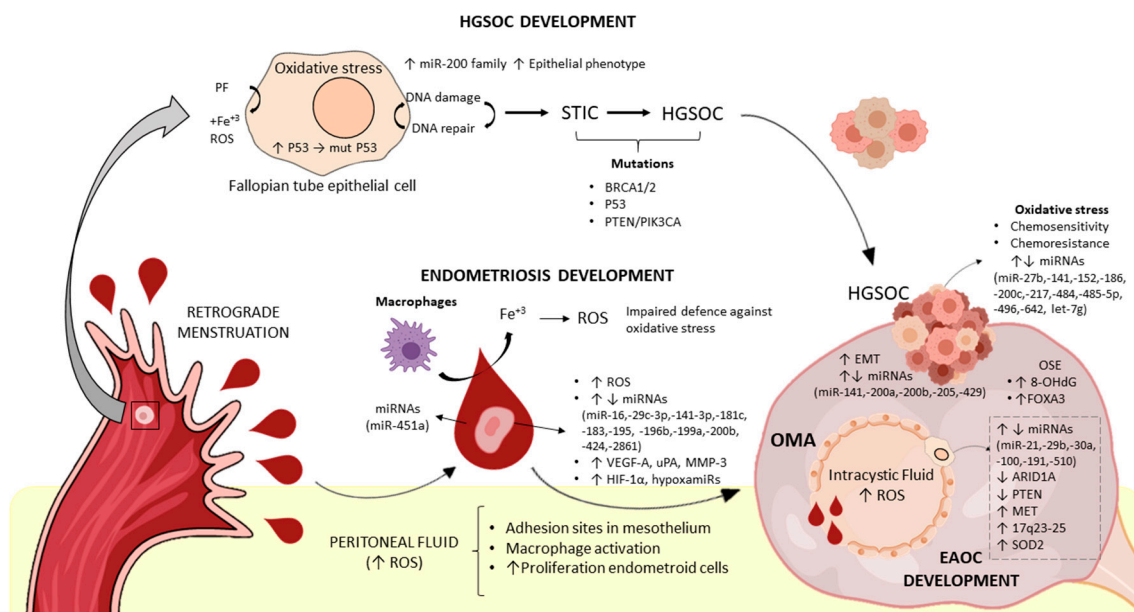 HGSOC DEVELOPMENT
Oxidative stress
↑ miR-200 family ↑ Epithelial phenotype
PF
+Fe+3
ROS
DNA damage
DNA repair
↑ P53 → mut P53
Fallopian tube epithelial cell
STIC
HGSOC
Mutations
• BRCA1/2
• P53
• PTEN/PIK3CA
Oxidative stress
• Chemosensitivity
• Chemoresistance
↑↓ miRNAs
(miR-27b,-141,-152,-186,
-200c,-217,-484,-485-5p,
-496,-642, let-7g)
HGSOC
RETROGRADE
MENSTRUATION
ENDOMETRIOSIS DEVELOPMENT
Macrophages
Fe+3
ROS
Impaired defence against
oxidative stress
miRNAs
(miR-451a)
• ↑ ROS
• ↑ ↓ miRNAs
(miR-16,-29c-3p,-141-3p,-181c,
-183,-195, -196b,-199a,-200b,
-424,-2861)
• ↑ VEGF-A, uPA, MMP-3
• ↑ HIF-1α, hypoxamiRs
↑ EMT
↑↓ miRNAs
(miR-141,-200a,-200b,-205,-429)
OSE
• ↑ 8-OHdG
• ↑FOXA3
OMA
Intracystic Fluid
↑ ROS
↑ ↓ miRNAs
(miR-21,-29b,-30a,
-100,-191,-510)
↓ ARID1A
↓ PTEN
↑ MET
↑ 17q23-25
↑ SOD2
EAOC
DEVELOPMENT
PERITONEAL FLUID
(↑ ROS)
• Adhesion sites in mesothelium
• Macrophage activation
• ↑Proliferation endometroid cells